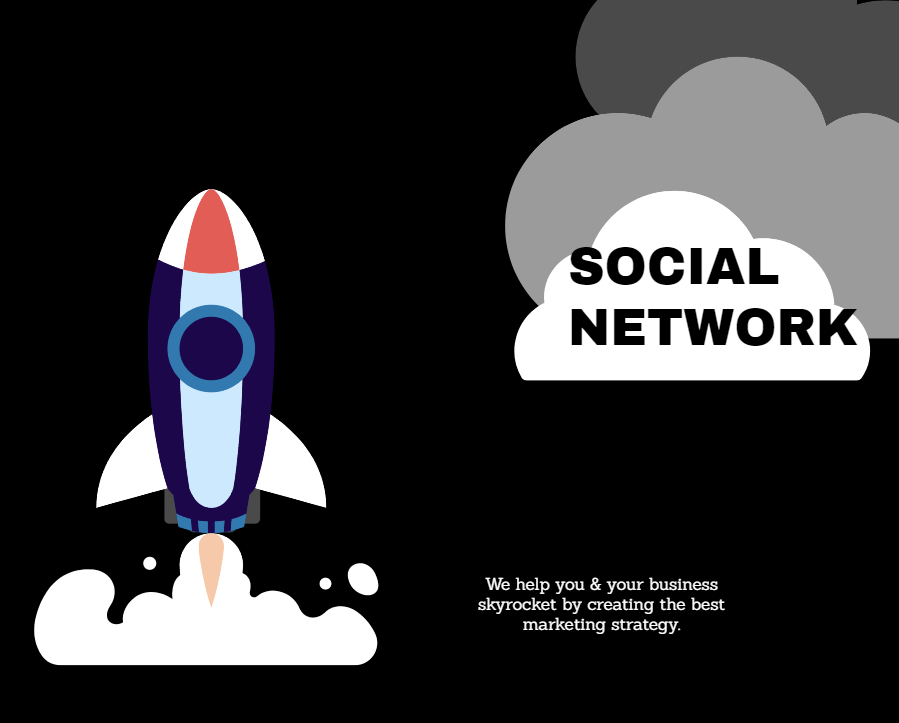 SOCIAL
NETWORK
We help you & your business
skyrocket by creating the best
marketing strategy.